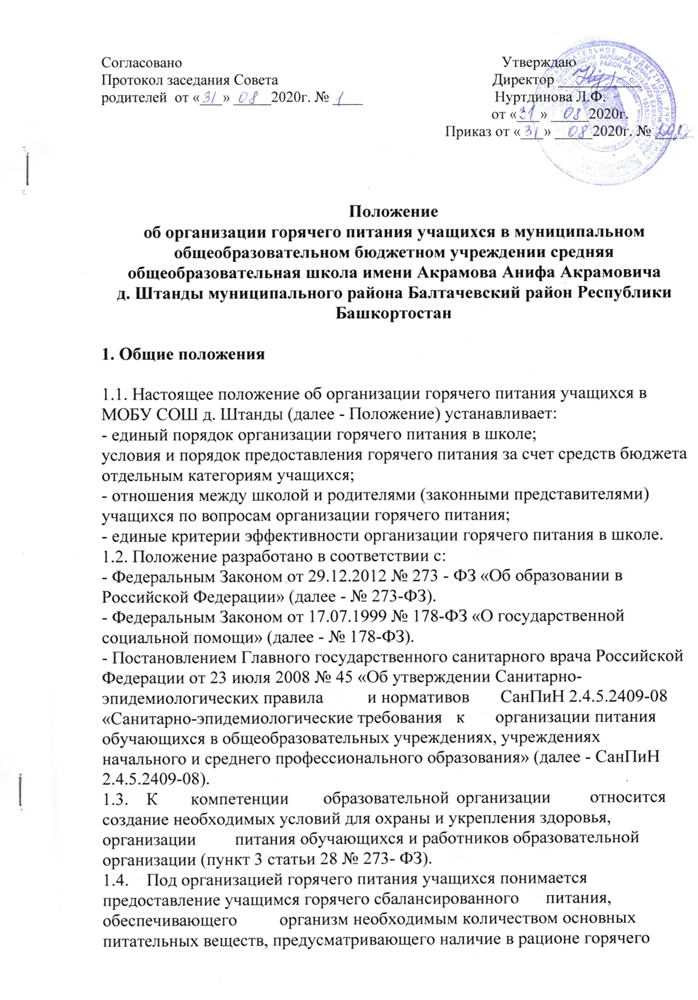 Согласовано
Протокол заседания Совета
родителей от «31» 08 2020г. № 1
Утверждаю
Директор
Нуртдинова Л.Ф.
от «31» 08 2020г.
Приказ от «31» 08 2020г. №
Положение
об организации горячего питания учащихся в муниципальном
общеобразовательном бюджетном учреждении средняя
общеобразовательная школа имени Акрамова Анифа Акрамовича
д. Штанды муниципального района Балтачевский район Республики
Башкортостан
1. Общие положения
1.1. Настоящее положение об организации горячего питания учащихся в
МОБУ СОШ д. Штанды (далее - Положение) устанавливает:
- единый порядок организации горячего питания в школе;
условия и порядок предоставления горячего питания за счет средств бюджета
отдельным категориям учащихся;
- отношения между школой и родителями (законными представителями)
учащихся по вопросам организации горячего питания;
- единые критерии эффективности организации горячего питания в школе.
1.2. Положение разработано в соответствии с:
- Федеральным Законом от 29.12.2012 № 273 - ФЗ «Об образовании в
Российской Федерации» (далее - № 273-ФЗ).
- Федеральным Законом от 17.07.1999 № 178-ФЗ «О государственной
социальной помощи» (далее - № 178-ФЗ).
- Постановлением Главного государственного санитарного врача Российской
Федерации от 23 июля 2008 № 45 «Об утверждении Санитарно-
эпидемиологических правила и нормативов СанПиН 2.4.5.2409-08
«Санитарно-эпидемиологические требования к организации питания
обучающихся в общеобразовательных учреждениях, учреждениях
начального и среднего профессионального образования» (далее - СанПиН
2.4.5.2409-08).
1.3. К компетенции образовательной организации относится
создание необходимых условий для охраны и укрепления здоровья,
организации питания обучающихся и работников образовательной
организации (пункт 3 статьи 28 № 273- ФЗ).
1.4. Под организацией горячего питания учащихся понимается
предоставление учащимся горячего сбалансированного питания,
обеспечивающего организм необходимым количеством основных
питательных веществ, предусматривающего наличие в рационе горячего